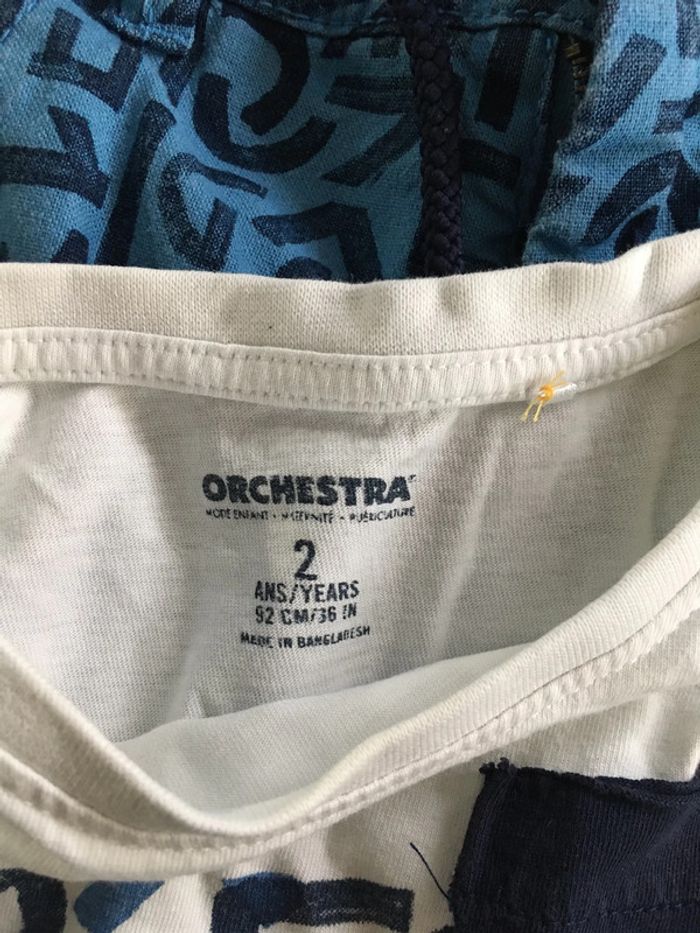 ORCHESTRA
MODE ENFANT • MATERNITÉ • PUÉRICULTURE
2
ANS/YEARS
92 CM/36 IN
MADE IN BANGLADESH